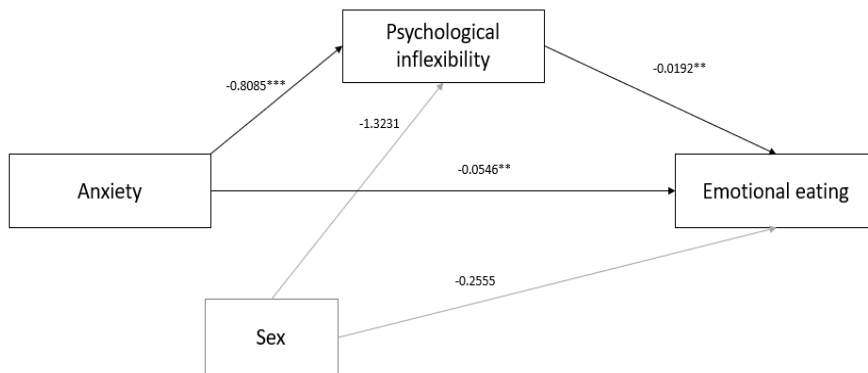 Psychological
inflexibility
-0.8085***
-0.0192**
-1.3231
Anxiety
-0.0546**
Emotional eating
-0.2555
Sex